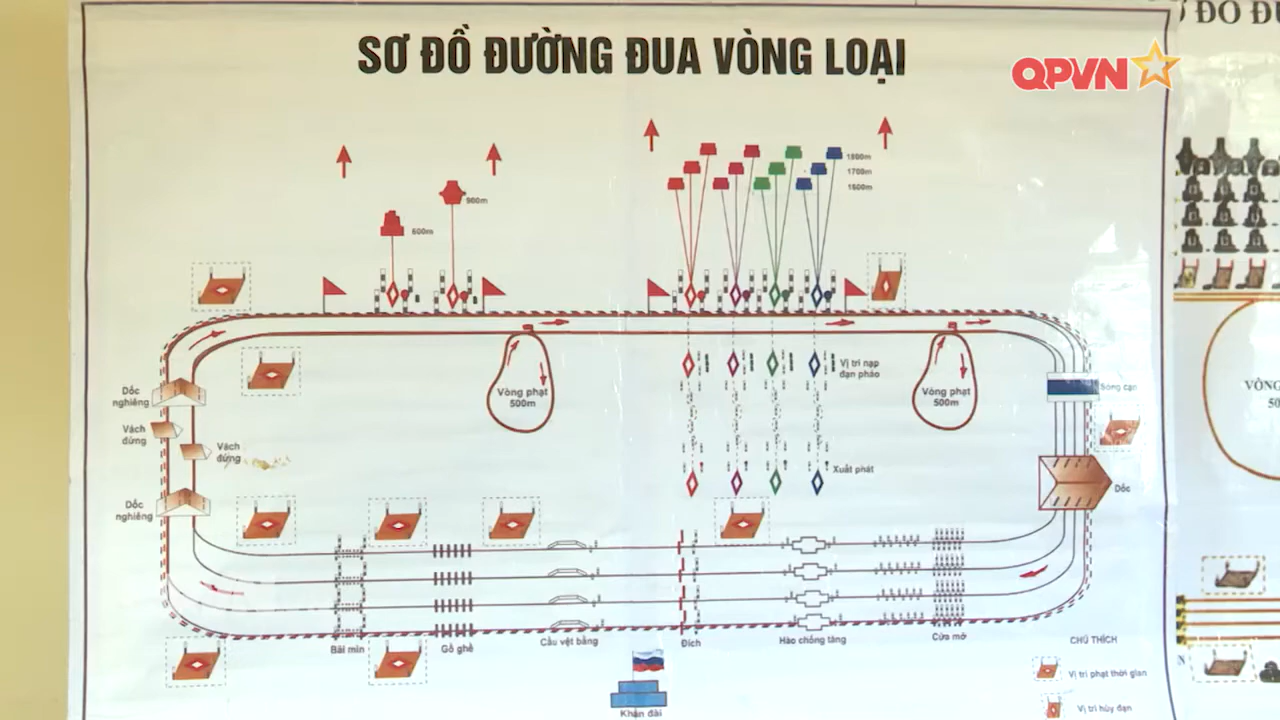 SƠ ĐỒ ĐƯỜNG ĐUA VÒNG LOẠI
QPVN
1800m
1700m
1600m
900m
600m
Vòng phạt
500m
Vòng phạt
500m
Vị trí nạp
đạn pháo
Xuất phát
Dốc
nghiêng
Vách
đứng
Vách
đứng
Dốc
nghiêng
Song cạn
Dốc
Bãi mìn
Gồ ghề
Cầu vệt bằng
Đích
Hào chống tăng
Cửa mở
Khán đài
CHÚ THÍCH
Vị trí phạt thời gian
Vị trí hủy đạn
VÒNG